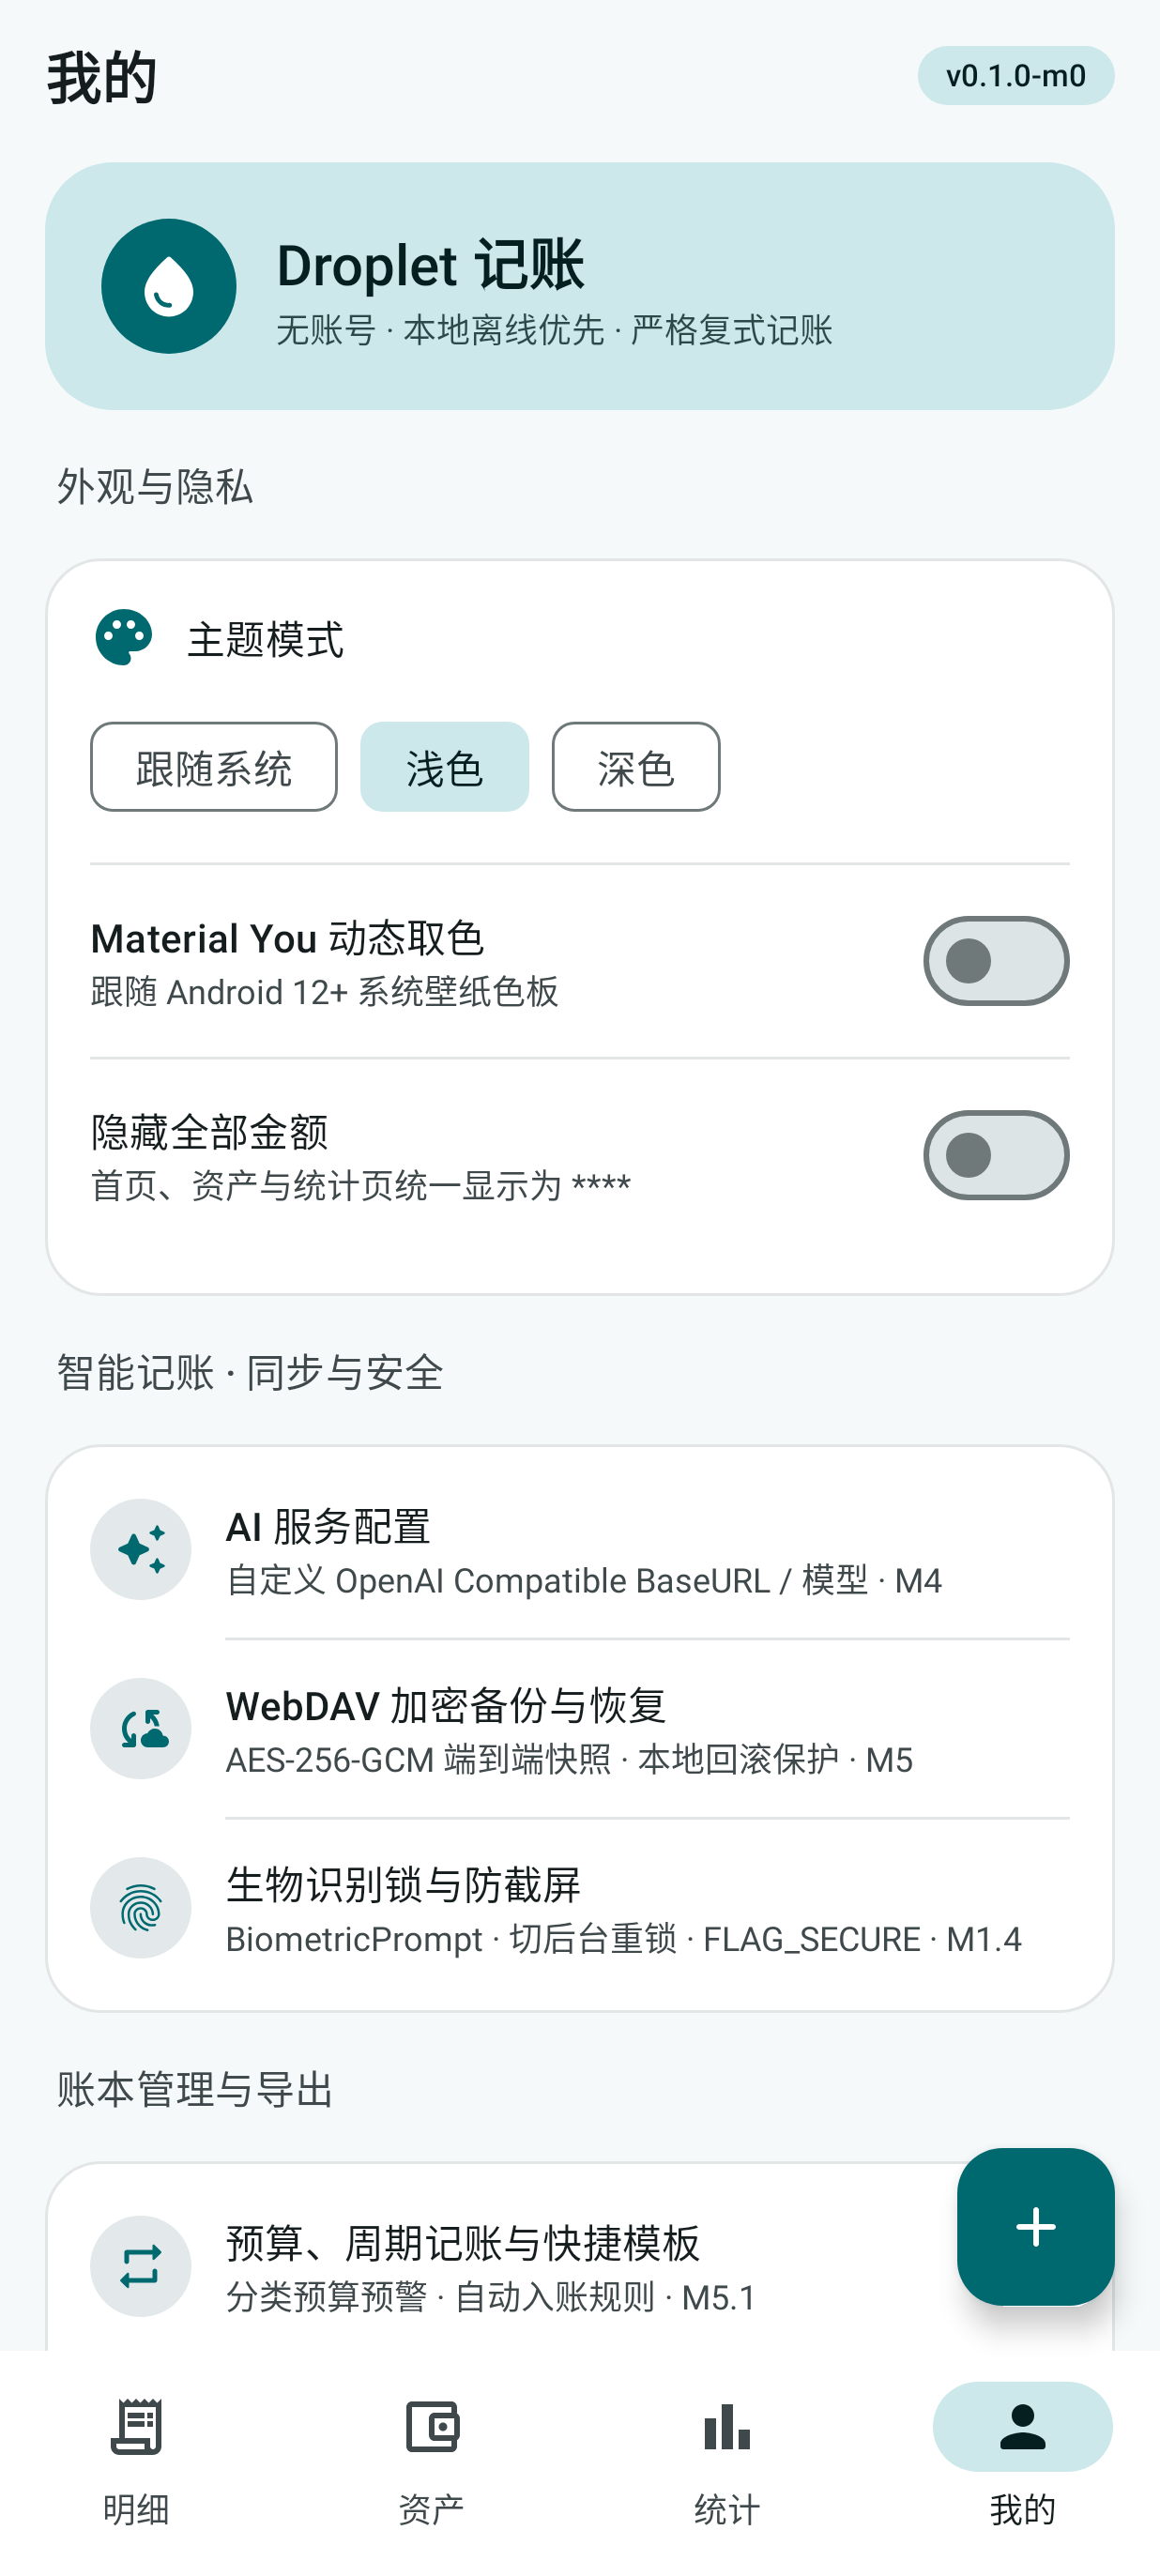 我的
v0.1.0-m0
Droplet 记账
无账号 · 本地离线优先 · 严格复式记账
外观与隐私
主题模式
跟随系统
浅色
深色
Material You 动态取色
跟随 Android 12+ 系统壁纸色板
隐藏全部金额
首页、资产与统计页统一显示为 ****
智能记账 · 同步与安全
AI 服务配置
自定义 OpenAI Compatible BaseURL / 模型 · M4
WebDAV 加密备份与恢复
AES-256-GCM 端到端快照 · 本地回滚保护 · M5
生物识别锁与防截屏
BiometricPrompt · 切后台重锁 · FLAG_SECURE · M1.4
账本管理与导出
预算、周期记账与快捷模板
分类预算预警 · 自动入账规则 · M5.1
明细
资产
统计
我的